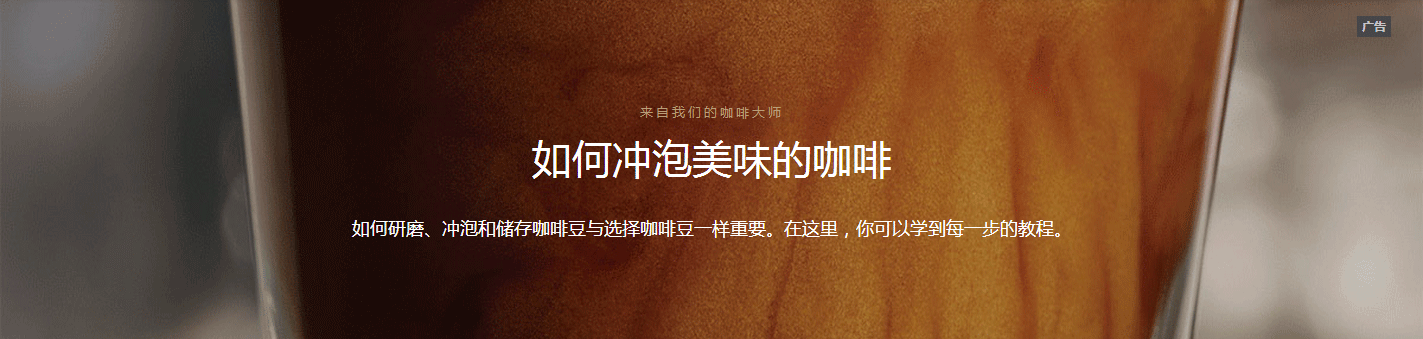 广告
来自我们的咖啡大师
如何冲泡美味的咖啡
如何研磨、冲泡和储存咖啡豆与选择咖啡豆一样重要。在这里，你可以学到每一步的教程。